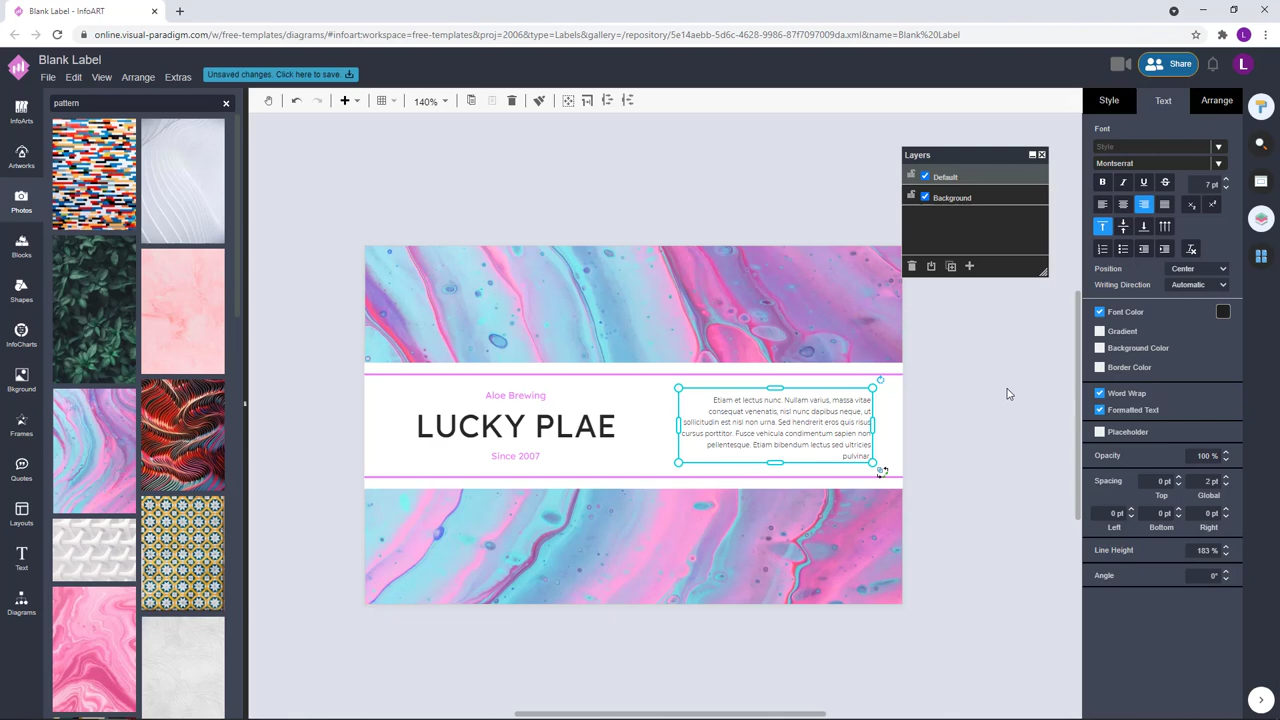 Blank Label - InfoART
online.visual-paradigm.com/w/free-templates/diagrams/#infoart:workspace=free-templates&proj=2006&type=Labels&gallery=/repository/5e14aebb-5d6c-4628-9986-87f7097009da.xml&name=Blank%20Label
L
Blank Label
File Edit View Arrange Extras
Unsaved changes. Click here to save.
Share
L
pattern
140%
Style Text Arrange
InfoArts
Artworks
Photos
Blocks
Shapes
InfoCharts
Bkground
Frames
Quotes
Layouts
Text
Diagrams
Layers
Default
Background
Aloe Brewing
LUCKY PLAE
Since 2007
Etiam et lectus nunc. Nullam varius, massa vitae
consequat venenatis, nisl nunc dapibus neque, ut
sollicitudin est nisl non urna. Sed hendrerit eros quis risus
cursus porttitor. Fusce vehicula condimentum sapien non
pellentesque. Etiam bibendum lectus sed ultricies
pulvinar.
Font
Style
Montserrat
B I U S 7 pt
Position Center
Writing Direction Automatic
Font Color
Gradient
Background Color
Border Color
Word Wrap
Formatted Text
Placeholder
Opacity 100 %
Spacing 0 pt 2 pt
Top Global
0 pt 0 pt 0 pt
Left Bottom Right
Line Height 183 %
Angle 0°